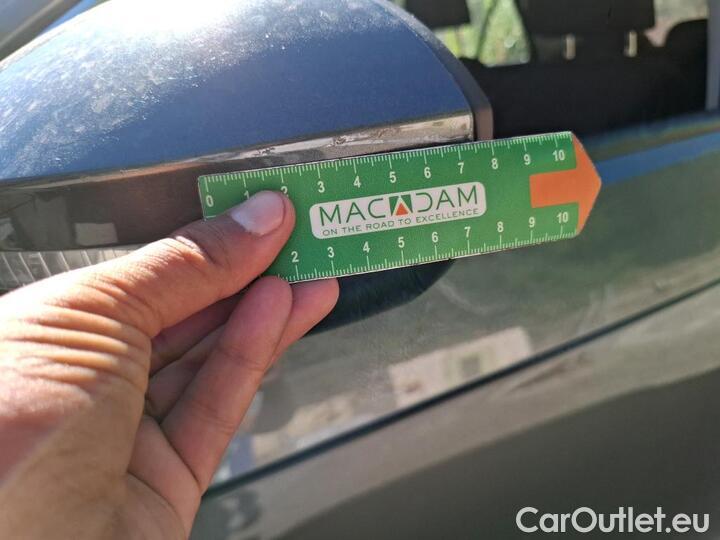 0 1 2 3 4 5 6 7 8 9 10
MACADAM
ON THE ROAD TO EXCELLENCE
2 3 4 5 6 7 8 9 10
CarOutlet.eu